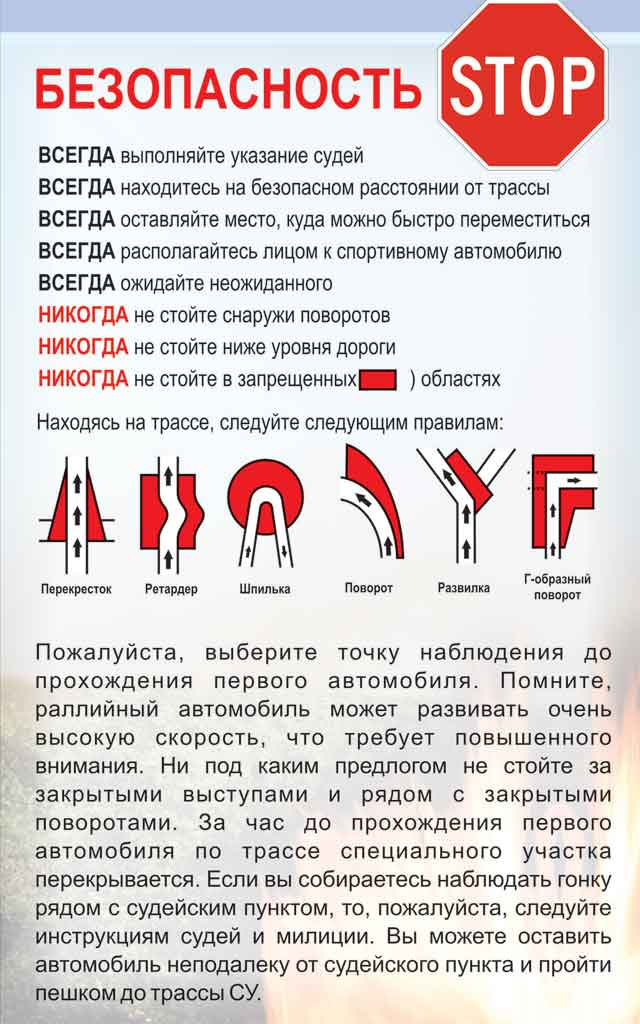 БЕЗОПАСНОСТЬ
STOP
ВСЕГДА выполняйте указание судей
ВСЕГДА находитесь на безопасном расстоянии от трассы
ВСЕГДА оставляйте место, куда можно быстро переместиться
ВСЕГДА располагайтесь лицом к спортивному автомобилю
ВСЕГДА ожидайте неожиданного
НИКОГДА не стойте снаружи поворотов
НИКОГДА не стойте ниже уровня дороги
НИКОГДА не стойте в запрещенных ) областях
Находясь на трассе, следуйте следующим правилам:
Перекресток
Ретардер
Шпилька
Поворот
Развилка
Г-образный
поворот
Пожалуйста, выберите точку наблюдения до
прохождения первого автомобиля. Помните,
раллийный автомобиль может развивать очень
высокую скорость, что требует повышенного
внимания. Ни под каким предлогом не стойте за
закрытыми выступами и рядом с закрытыми
поворотами. За час до прохождения первого
автомобиля по трассе специального участка
перекрывается. Если вы собираетесь наблюдать гонку
рядом с судейским пунктом, то, пожалуйста, следуйте
инструкциям судей и милиции. Вы можете оставить
автомобиль неподалеку от судейского пункта и пройти
пешком до трассы СУ.